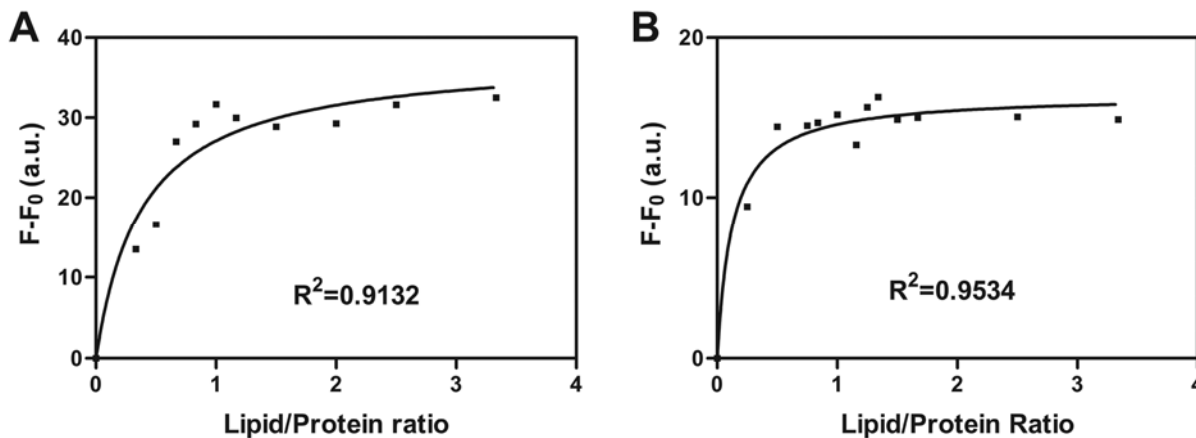 A
40
30
20
10
0
F-F₀ (a.u.)
R²=0.9132
0 1 2 3 4
Lipid/Protein ratio
B
20
10
0
F-F₀ (a.u.)
R²=0.9534
0 1 2 3 4
Lipid/Protein Ratio